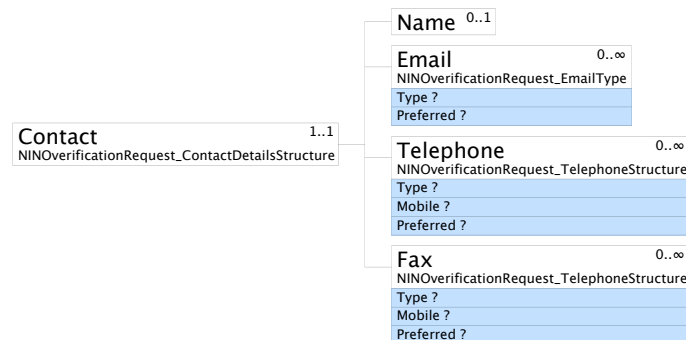 Name 0..1
Email 0..∞
NINOverificationRequest_EmailType
Type ?
Preferred ?
Contact 1..1
NINOverificationRequest_ContactDetailsStructure
Telephone 0..∞
NINOverificationRequest_TelephoneStructure
Type ?
Mobile ?
Preferred ?
Fax 0..∞
NINOverificationRequest_TelephoneStructure
Type ?
Mobile ?
Preferred ?